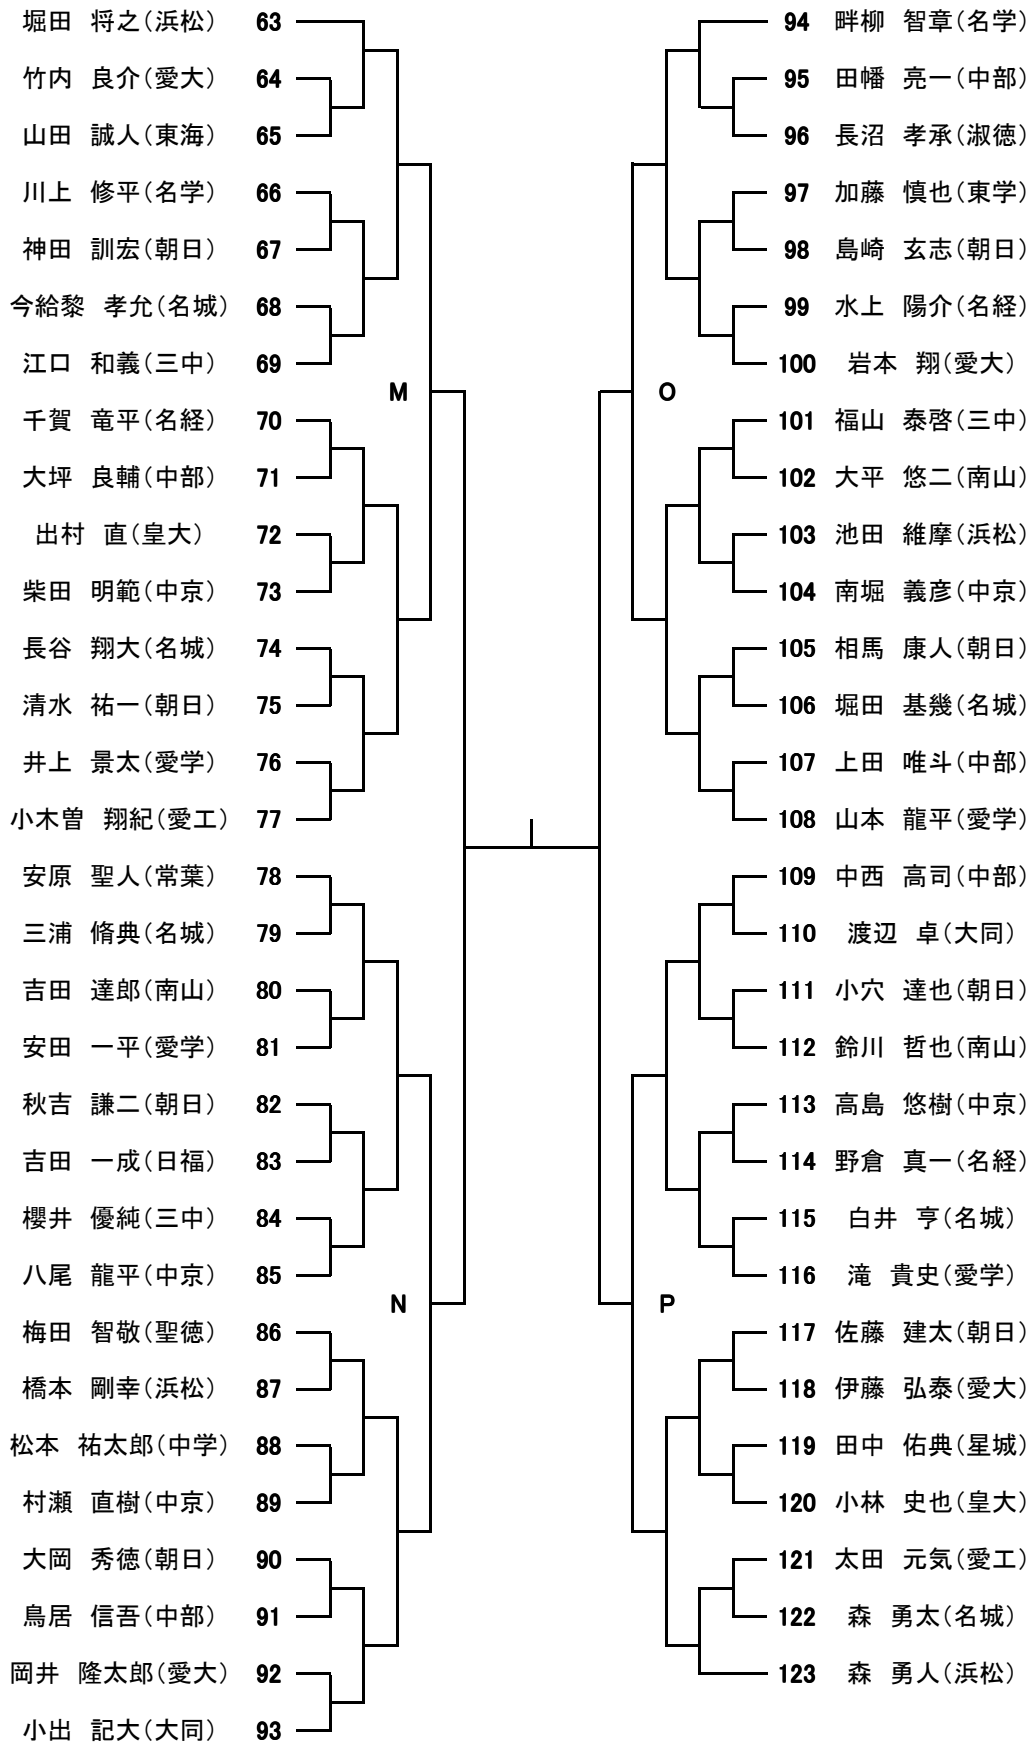 堀田 将之(浜松) 63
竹内 良介(愛大) 64
山田 誠人(東海) 65
川上 修平(名学) 66
神田 訓宏(朝日) 67
今給黎 孝允(名城) 68
江口 和義(三中) 69
M
千賀 竜平(名経) 70
大坪 良輔(中部) 71
出村 直(皇大) 72
柴田 明範(中京) 73
長谷 翔大(名城) 74
清水 祐一(朝日) 75
井上 景太(愛学) 76
小木曽 翔紀(愛工) 77
安原 聖人(常葉) 78
三浦 脩典(名城) 79
吉田 達郎(南山) 80
安田 一平(愛学) 81
秋吉 謙二(朝日) 82
吉田 一成(日福) 83
櫻井 優純(三中) 84
八尾 龍平(中京) 85
N
梅田 智敬(聖徳) 86
橋本 剛幸(浜松) 87
松本 祐太郎(中学) 88
村瀬 直樹(中京) 89
大岡 秀徳(朝日) 90
鳥居 信吾(中部) 91
岡井 隆太郎(愛大) 92
小出 記大(大同) 93
94 畔柳 智章(名学)
95 田幡 亮一(中部)
96 長沼 孝承(淑徳)
97 加藤 慎也(東学)
98 島崎 玄志(朝日)
99 水上 陽介(名経)
100 岩本 翔(愛大)
O
101 福山 泰啓(三中)
102 大平 悠二(南山)
103 池田 維摩(浜松)
104 南堀 義彦(中京)
105 相馬 康人(朝日)
106 堀田 基幾(名城)
107 上田 唯斗(中部)
108 山本 龍平(愛学)
109 中西 高司(中部)
110 渡辺 卓(大同)
111 小穴 達也(朝日)
112 鈴川 哲也(南山)
113 高島 悠樹(中京)
114 野倉 真一(名経)
115 白井 亨(名城)
116 滝 貴史(愛学)
P
117 佐藤 建太(朝日)
118 伊藤 弘泰(愛大)
119 田中 佑典(星城)
120 小林 史也(皇大)
121 太田 元気(愛工)
122 森 勇太(名城)
123 森 勇人(浜松)